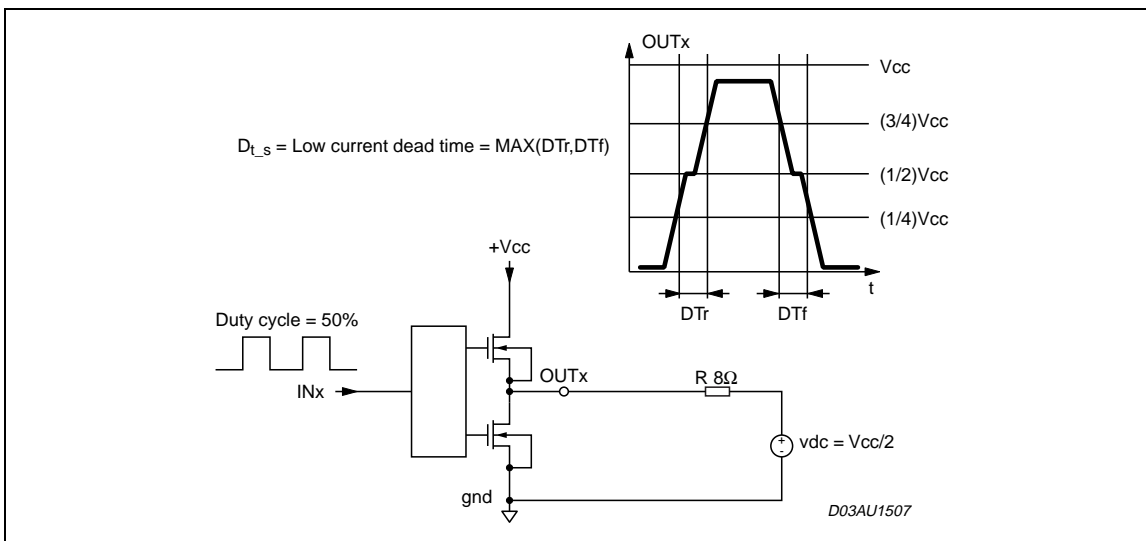 OUTx
Vcc
(3/4)Vcc
D_t_s = Low current dead time = MAX(DTr,DTf)
(1/2)Vcc
(1/4)Vcc
+Vcc
t
DTr DTf
Duty cycle = 50%
OUTx R 8Ω
INx
vdc = Vcc/2
+
-
gnd
D03AU1507